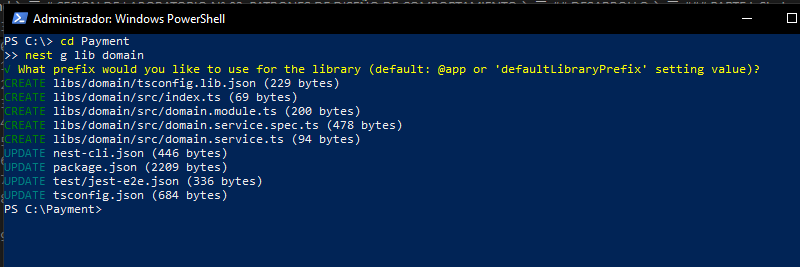 Administrador: Windows PowerShell
PS C:\> cd Payment
>> nest g lib domain
√ What prefix would you like to use for the library (default: @app or 'defaultLibraryPrefix' setting value)?
CREATE libs/domain/tsconfig.lib.json (229 bytes)
CREATE libs/domain/src/index.ts (69 bytes)
CREATE libs/domain/src/domain.module.ts (200 bytes)
CREATE libs/domain/src/domain.service.spec.ts (478 bytes)
CREATE libs/domain/src/domain.service.ts (94 bytes)
UPDATE nest-cli.json (446 bytes)
UPDATE package.json (2209 bytes)
UPDATE test/jest-e2e.json (336 bytes)
UPDATE tsconfig.json (684 bytes)
PS C:\Payment>